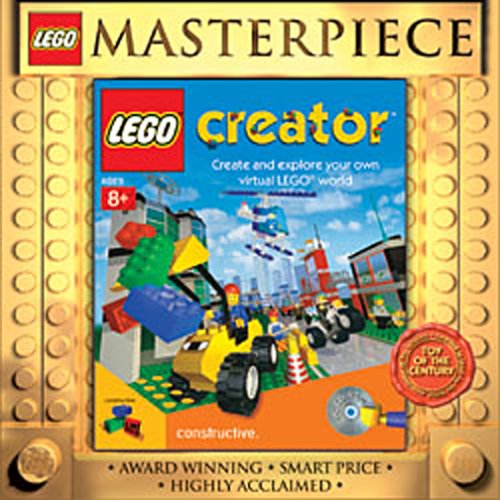 LEGO MASTERPIECE
LEGO creator®
Create and explore your own
virtual LEGO® world
AGES
8+
TOY
OF THE
CENTURY
constructive
constructive.
• AWARD WINNING • SMART PRICE •
• HIGHLY ACCLAIMED •